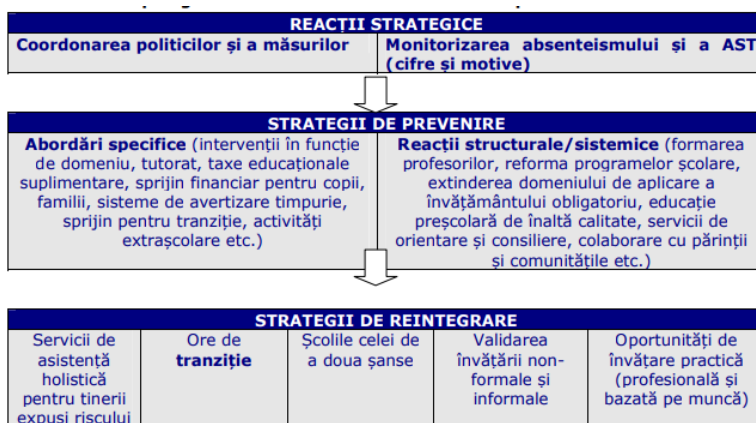 REACȚII STRATEGICE
Coordonarea politicilor și a măsurilor
Monitorizarea absenteismului și a AST
(cifre și motive)
STRATEGII DE PREVENIRE
Abordări specifice (intervenții în funcție
de domeniu, tutorat, taxe educaționale
suplimentare, sprijin financiar pentru copii,
familii, sisteme de avertizare timpurie,
sprijin pentru tranziție, activități
extrașcolare etc.)
Reacții structurale/sistemice (formarea
profesorilor, reforma programelor școlare,
extinderea domeniului de aplicare a
învățământului obligatoriu, educație
preșcolară de înaltă calitate, servicii de
orientare și consiliere, colaborare cu părinții
și comunitățile etc.)
STRATEGII DE REINTEGRARE
Servicii de
asistență
holistică
pentru tinerii
expuși riscului
Ore de
tranziție
Școlile celei de
a doua șanse
Validarea
învățării non-
formale și
informale
Oportunități de
învățare practică
(profesională și
bazată pe muncă)